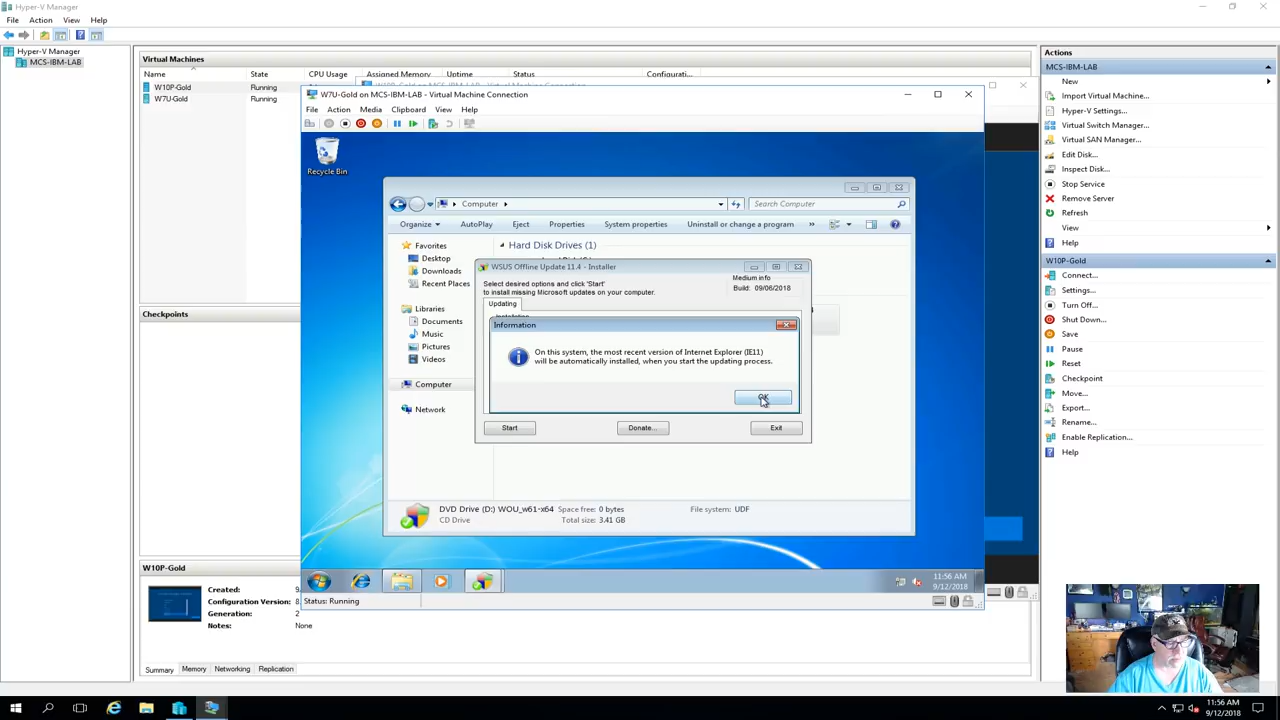 Hyper-V Manager
File Action View Help
Hyper-V Manager
MCS-IBM-LAB
Virtual Machines
Name State CPU Usage Assigned Memory Uptime Status Configurati...
W10P-Gold Running
W7U-Gold Running
Checkpoints
W10P-Gold
Created: 9
Configuration Version: 8
Generation: 2
Notes: None
Summary Memory Networking Replication
W7U-Gold on MCS-IBM-LAB - Virtual Machine Connection
File Action Media Clipboard View Help
Recycle Bin
Computer
Search Computer
Organize AutoPlay Eject Properties System properties Uninstall or change a program »
Favorites
Desktop
Downloads
Recent Places
Libraries
Documents
Music
Pictures
Videos
Computer
Network
Hard Disk Drives (1)
WSUS Offline Update 11.4 - Installer
Select desired options and click 'Start'
to install missing Microsoft updates on your computer.
Medium info
Build: 09/06/2018
Updating
Installation
Information
On this system, the most recent version of Internet Explorer (IE11)
will be automatically installed, when you start the updating process.
OK
Start Donate... Exit
DVD Drive (D:) WOU_w61-x64 Space free: 0 bytes File system: UDF
CD Drive Total size: 3.41 GB
11:56 AM
9/12/2018
Status: Running
Actions
MCS-IBM-LAB
New
Import Virtual Machine...
Hyper-V Settings...
Virtual Switch Manager...
Virtual SAN Manager...
Edit Disk...
Inspect Disk...
Stop Service
Remove Server
Refresh
View
Help
W10P-Gold
Connect...
Settings...
Turn Off...
Shut Down...
Save
Pause
Reset
Checkpoint
Move...
Export...
Rename...
Enable Replication...
Help
11:56 AM
9/12/2018